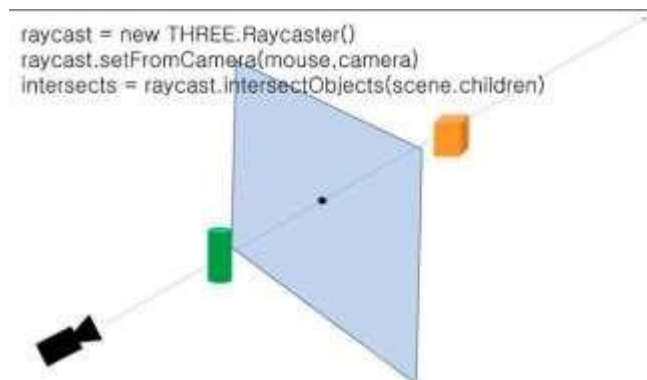 raycast = new THREE.Raycaster()
raycast.setFromCamera(mouse,camera)
intersects = raycast.intersectObjects(scene.children)